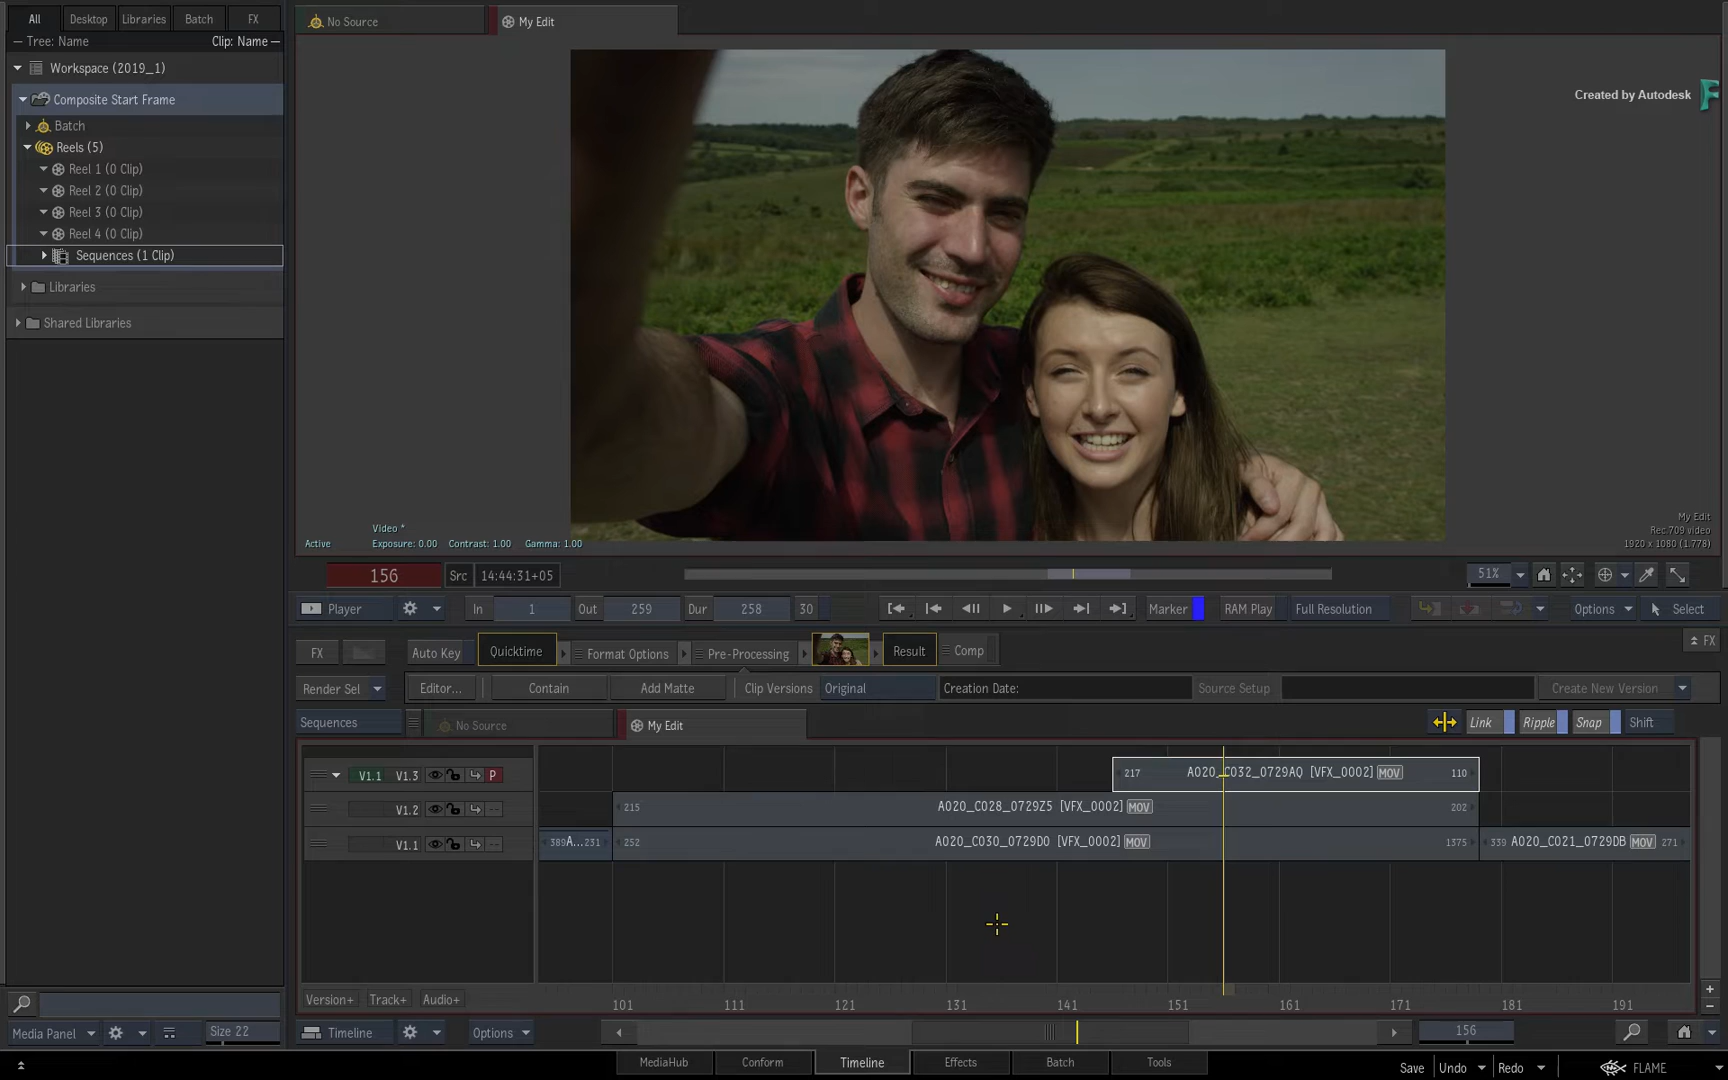 All Desktop Libraries Batch FX
Tree: Name Clip: Name
Workspace (2019_1)
Composite Start Frame
Batch
Reels (5)
Reel 1 (0 Clip)
Reel 2 (0 Clip)
Reel 3 (0 Clip)
Reel 4 (0 Clip)
Sequences (1 Clip)
Libraries
Shared Libraries
No Source My Edit
Created by Autodesk
Video *
Active Exposure: 0.00 Contrast: 1.00 Gamma: 1.00
My Edit
Rec.709 video
1920 x 1080 (1.778)
156 Src 14:44:31+05 51%
Player In 1 Out 259 Dur 258 30 Marker RAM Play Full Resolution Options Select
FX Auto Key Quicktime Format Options Pre-Processing Result Comp FX
Render Sel Editor... Contain Add Matte Clip Versions Original Creation Date: Source Setup Create New Version
Sequences No Source My Edit Link Ripple Snap Shift
V1.1 V1.3 P 217 A020_C032_0729AQ [VFX_0002] MOV 110
V1.2 215 A020_C028_0729Z5 [VFX_0002] MOV 202
V1.1 389 A...231 252 A020_C030_0729D0 [VFX_0002] MOV 1375 339 A020_C021_0729DB MOV 271
Version+ Track+ Audio+ 101 111 121 131 141 151 161 171 181 191
Media Panel Size 22 Timeline Options 156
MediaHub Conform Timeline Effects Batch Tools
Save Undo Redo FLAME